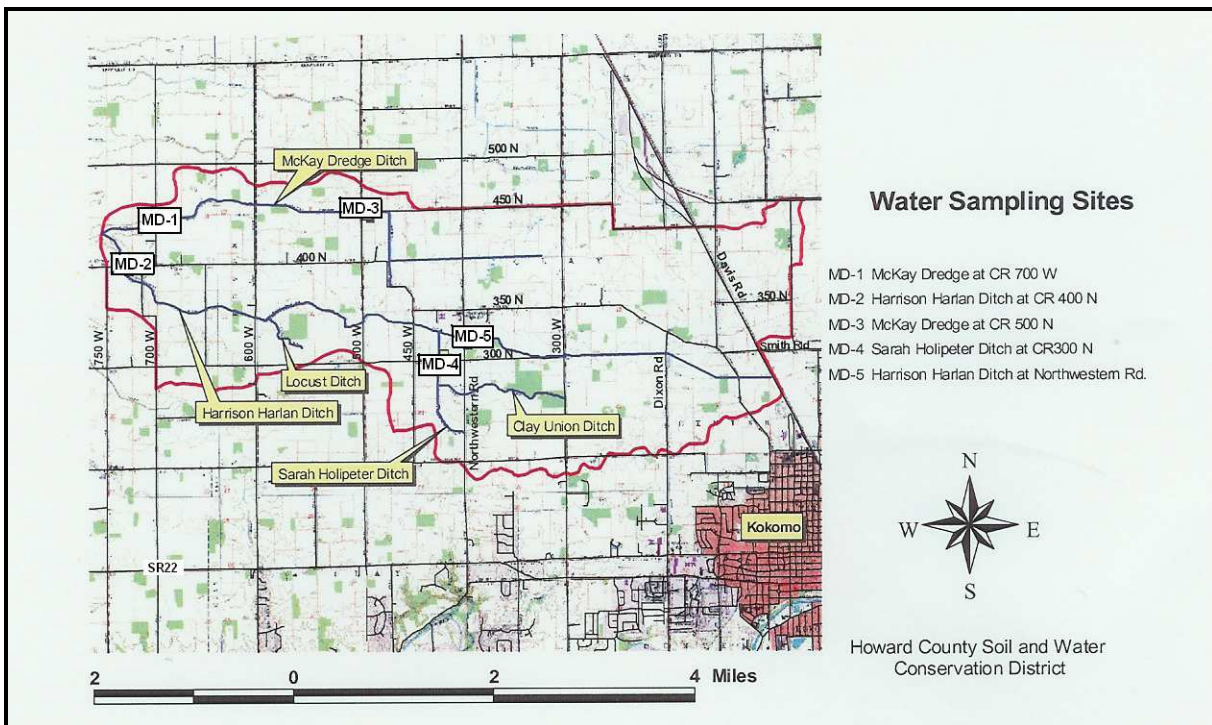 500 N
McKay Dredge Ditch
450 N
MD-1
MD-3
Water Sampling Sites
MD-2
400 N
Davis Rd
MD-1 McKay Dredge at CR 700 W
MD-2 Harrison Harlan Ditch at CR 400 N
MD-3 McKay Dredge at CR 500 N
MD-4 Sarah Holipeter Ditch at CR300 N
MD-5 Harrison Harlan Ditch at Northwestern Rd.
350 N
350 N
750 W
700 W
600 W
500 W
450 W
MD-5
300 N
300 W
Smith Rd
MD-4
Locust Ditch
Dixon Rd
Harrison Harlan Ditch
Northwestern Rd
Clay Union Ditch
Sarah Holipeter Ditch
Kokomo
N
W
E
S
SR22
Howard County Soil and Water
Conservation District
2
0
2
4 Miles